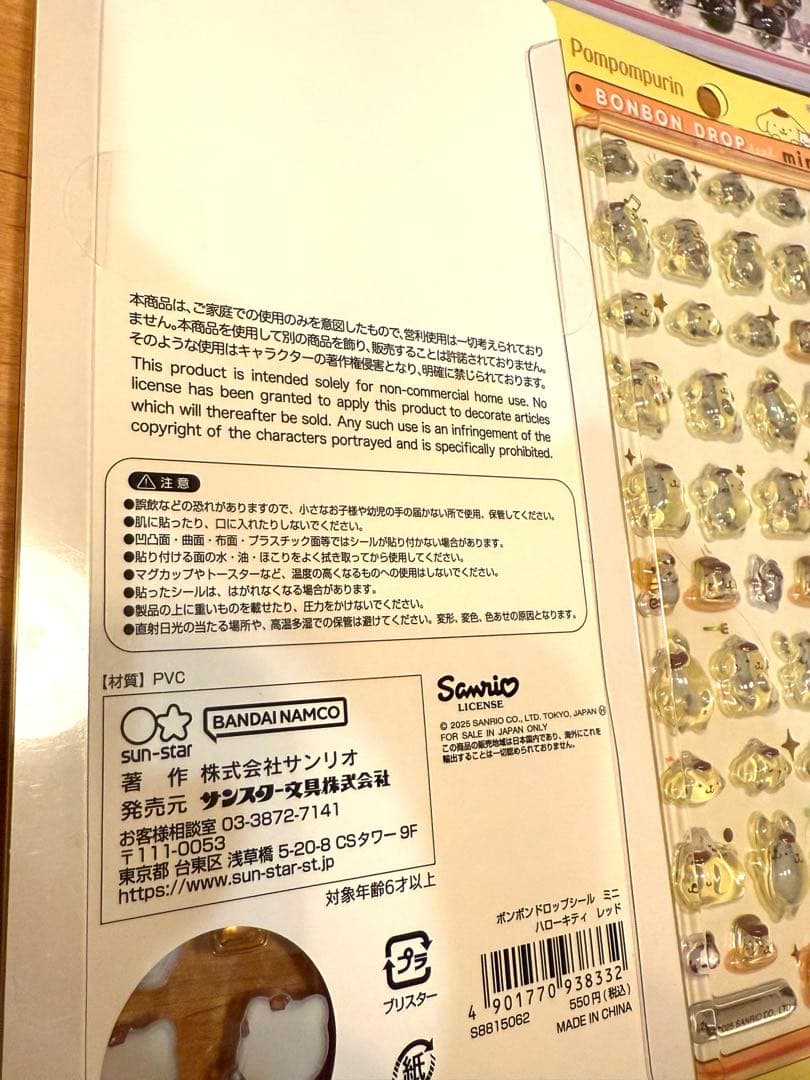 Pompompurin
BONBON DROP
本商品は、ご家庭での使用のみを意図したもので、営利使用は一切考えられており
ません。本商品を使用して別の商品を飾り、販売することは許諾されておりません。
そのような使用はキャラクターの著作権侵害となり、明確に禁じられております。
This product is intended solely for non-commercial home use. No
license has been granted to apply this product to decorate articles
which will thereafter be sold. Any such use is an infringement of the
copyright of the characters portrayed and is specifically prohibited.
注意
●誤飲などの恐れがありますので、小さなお子様や幼児の手の届かない所で使用、保管してください。
●肌に貼ったり、口に入れたりしないでください。
●凹凸面・曲面・布面・プラスチック面等ではシールが貼り付かない場合があります。
●貼り付ける面の水・油・ほこりをよく拭き取ってから使用してください。
●マグカップやトースターなど、温度の高くなるものへの使用はしないでください。
●貼ったシールは、はがれなくなる場合があります。
●製品の上に重いものを載せたり、圧力をかけないでください。
●直射日光の当たる場所や、高温多湿での保管は避けてください。変形、変色、色あせの原因となります。
【材質】PVC
sun-star
BANDAI NAMCO
著 作 株式会社サンリオ
発売元 サンスター文具株式会社
お客様相談室 03-3872-7141
〒111-0053
東京都 台東区 浅草橋 5-20-8 CSタワー 9F
https://www.sun-star-st.jp
Sanrio
LICENSE
© 2025 SANRIO CO., LTD. TOKYO, JAPAN Ⓗ
FOR SALE IN JAPAN ONLY
この商品の販売地域は日本国内であり、海外にこれを
輸出することは一切認められておりません。
対象年齢6才以上
プラ
ブリスター
紙
ボンボンドロップシール ミニ
ハローキティ レッド
4 901770 938332
S8815062 550円(税込)
MADE IN CHINA
2025 SANRIO CO., LTD